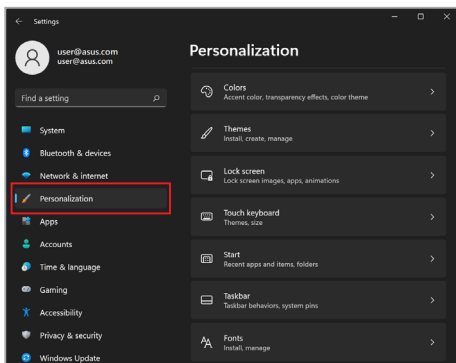 Settings
user@asus.com
user@asus.com
Find a setting
System
Bluetooth & devices
Network & internet
Personalization
Apps
Accounts
Time & language
Gaming
Accessibility
Privacy & security
Windows Update
Personalization
Colors
Accent color, transparency effects, color theme
Themes
Install, create, manage
Lock screen
Lock screen images, apps, animations
Touch keyboard
Themes, size
Start
Recent apps and items, folders
Taskbar
Taskbar behaviors, system pins
Fonts
Install, manage